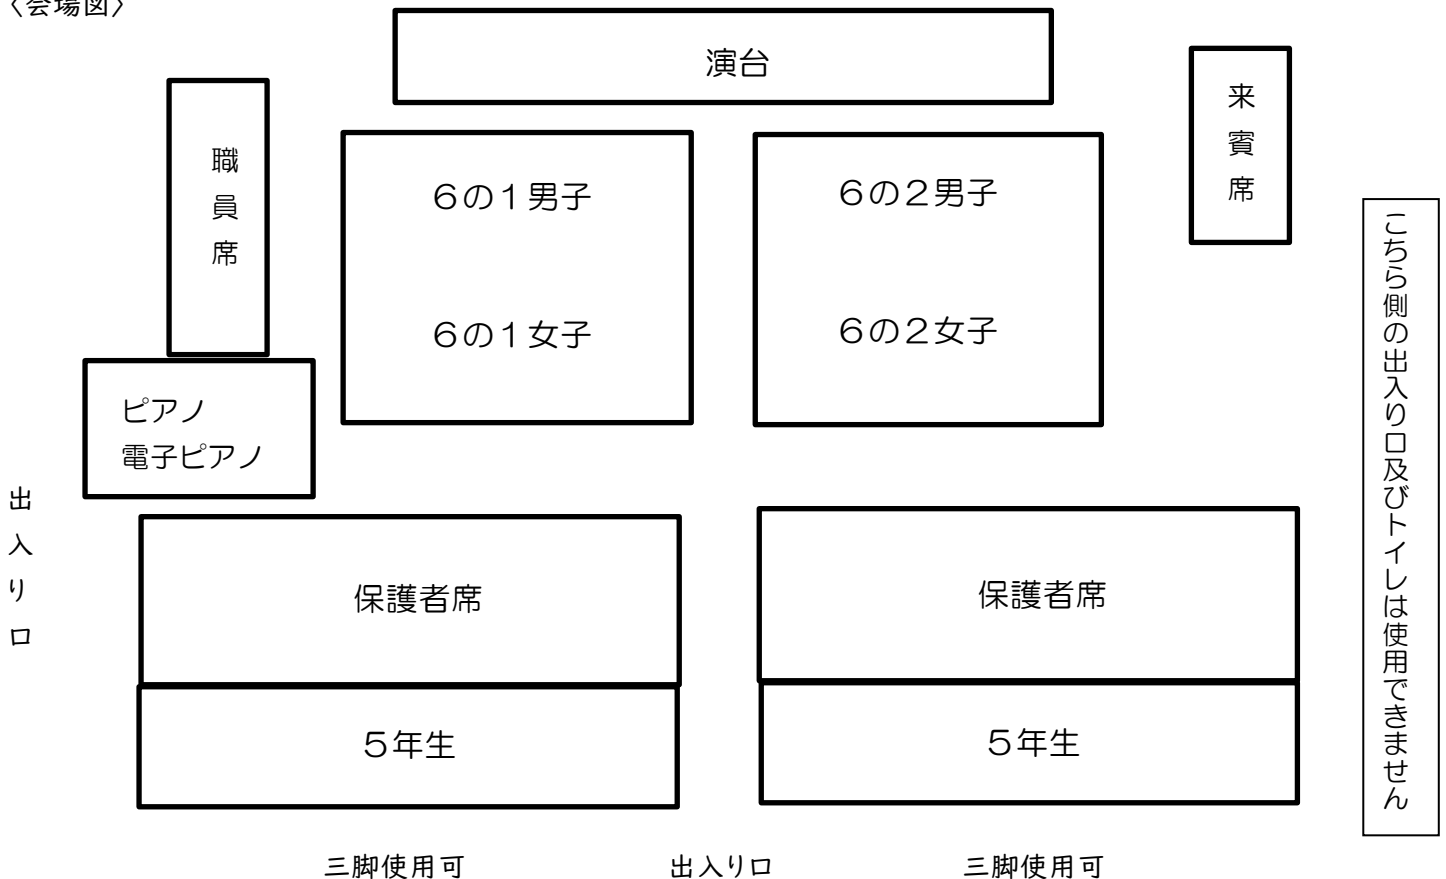 〈会場図〉
演台
職員席
６の１男子
６の１女子
６の２男子
６の２女子
来賓席
こちら側の出入り口及びトイレは使用できません
ピアノ
電子ピアノ
出入り口
保護者席
保護者席
５年生
５年生
三脚使用可
出入り口
三脚使用可